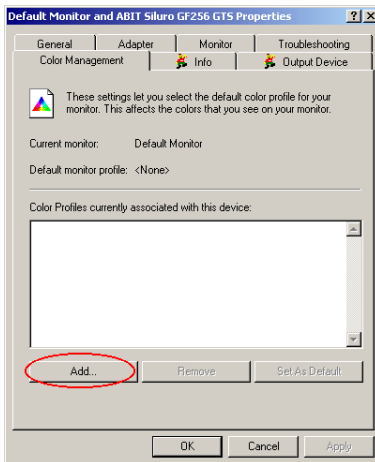 Default Monitor and ABIT Siluro GF256 GTS Properties
General Adapter Monitor Troubleshooting
Color Management Info Output Device
These settings let you select the default color profile for your
monitor. This affects the colors that you see on your monitor.
Current monitor: Default Monitor
Default monitor profile: <None>
Color Profiles currently associated with this device:
Add... Remove Set As Default
OK Cancel Apply